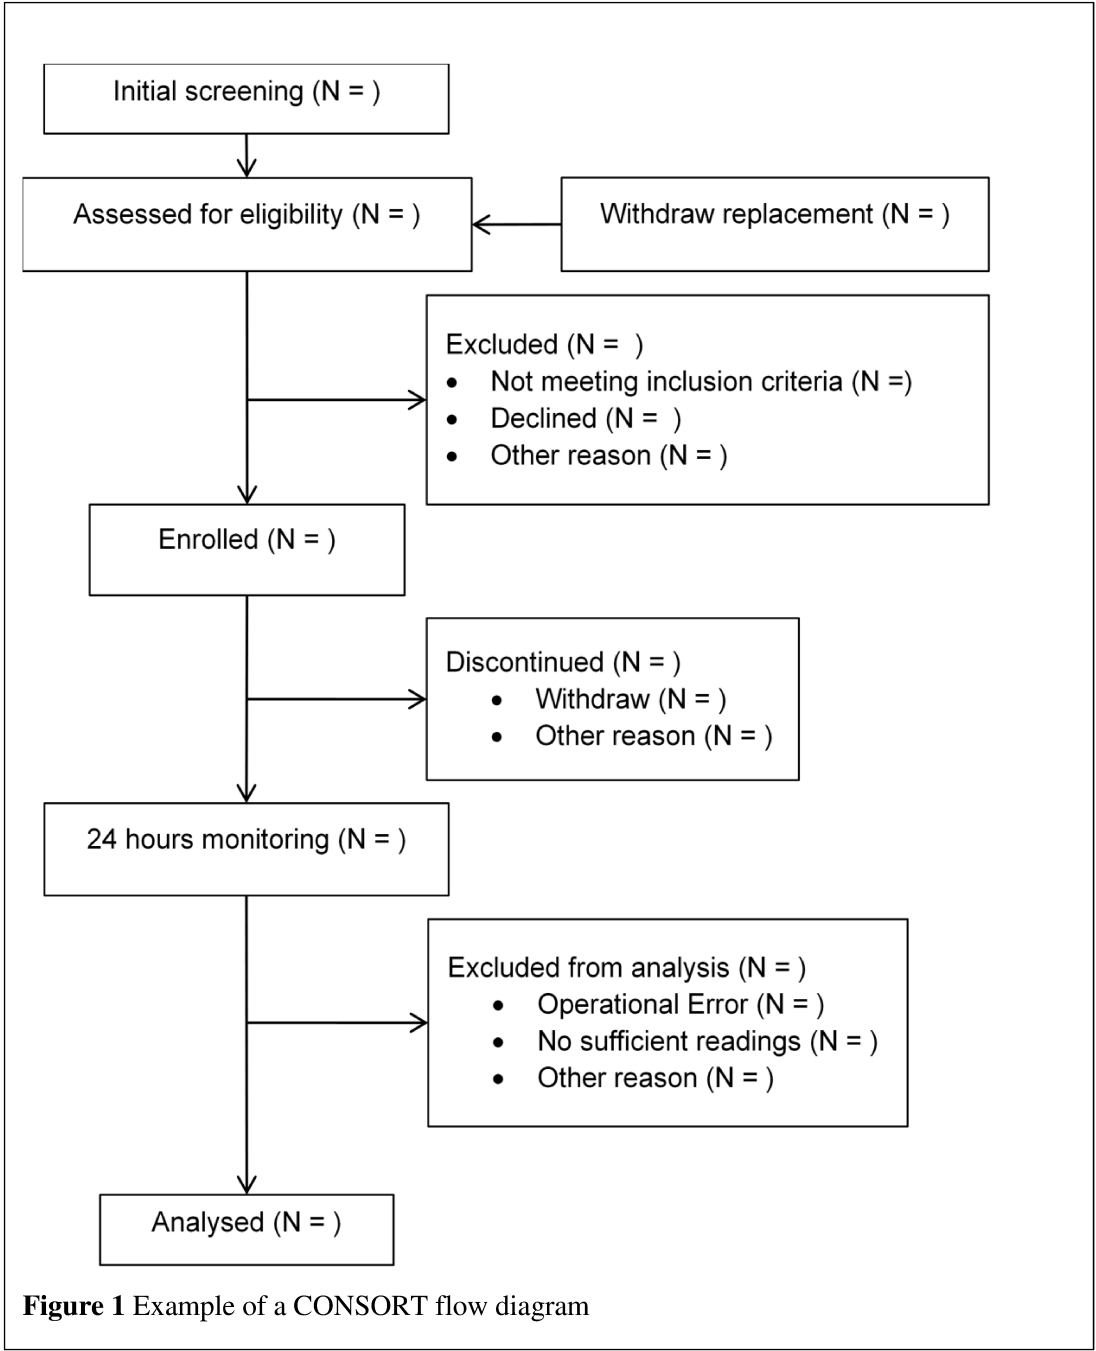 Initial screening (N = )
Assessed for eligibility (N = )
Withdraw replacement (N = )
Excluded (N =  )
• Not meeting inclusion criteria (N =)
• Declined (N =  )
• Other reason (N = )
Enrolled (N = )
Discontinued (N = )
• Withdraw (N = )
• Other reason (N = )
24 hours monitoring (N = )
Excluded from analysis (N = )
• Operational Error (N = )
• No sufficient readings (N = )
• Other reason (N = )
Analysed (N = )
Figure 1 Example of a CONSORT flow diagram